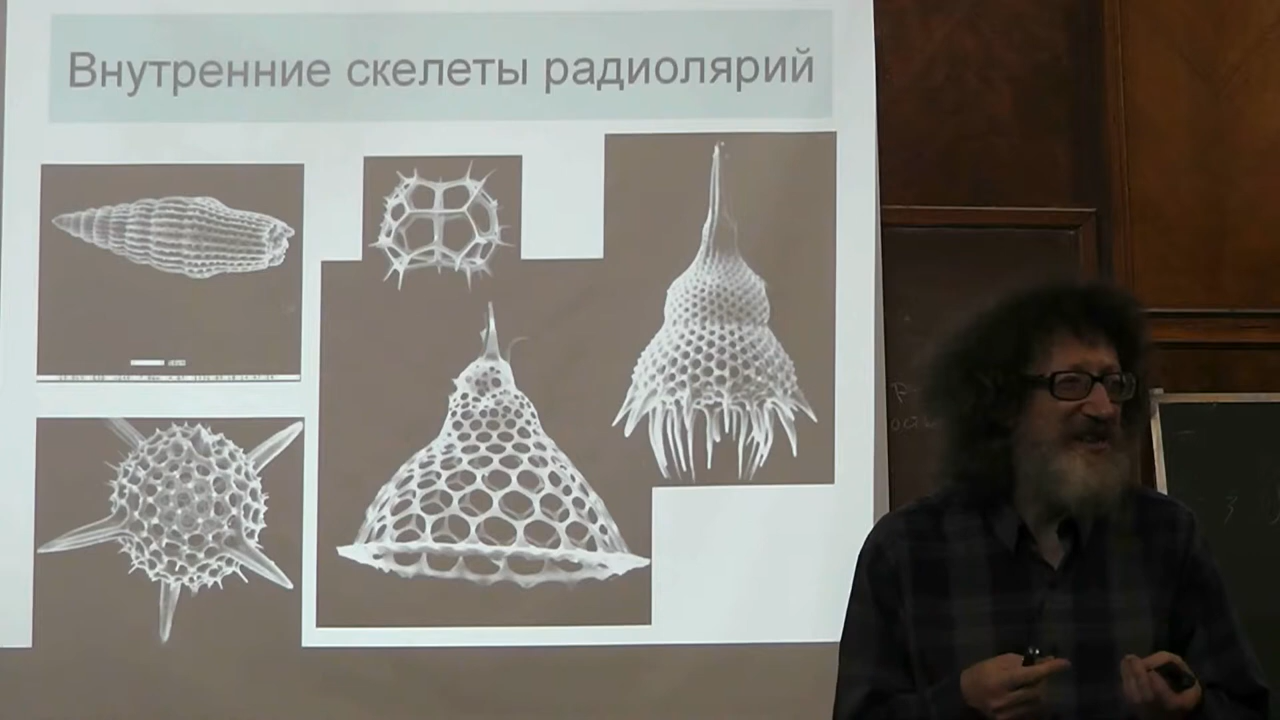 Внутренние скелеты радиолярий